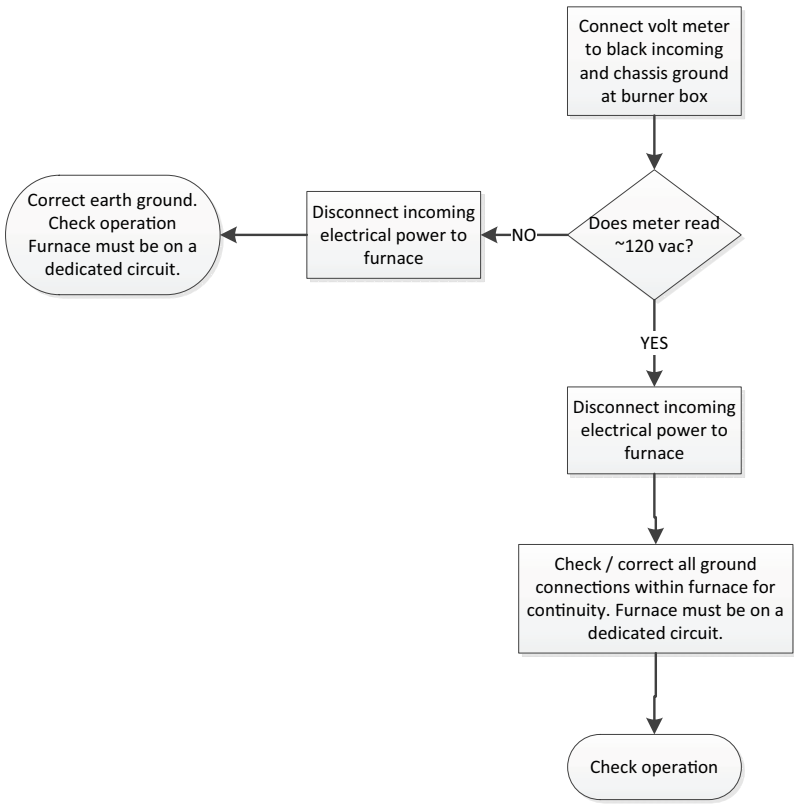 Connect volt meter
to black incoming
and chassis ground
at burner box
Does meter read
~120 vac?
NO
Disconnect incoming
electrical power to
furnace
Correct earth ground.
Check operation
Furnace must be on a
dedicated circuit.
YES
Disconnect incoming
electrical power to
furnace
Check / correct all ground
connections within furnace for
continuity. Furnace must be on a
dedicated circuit.
Check operation